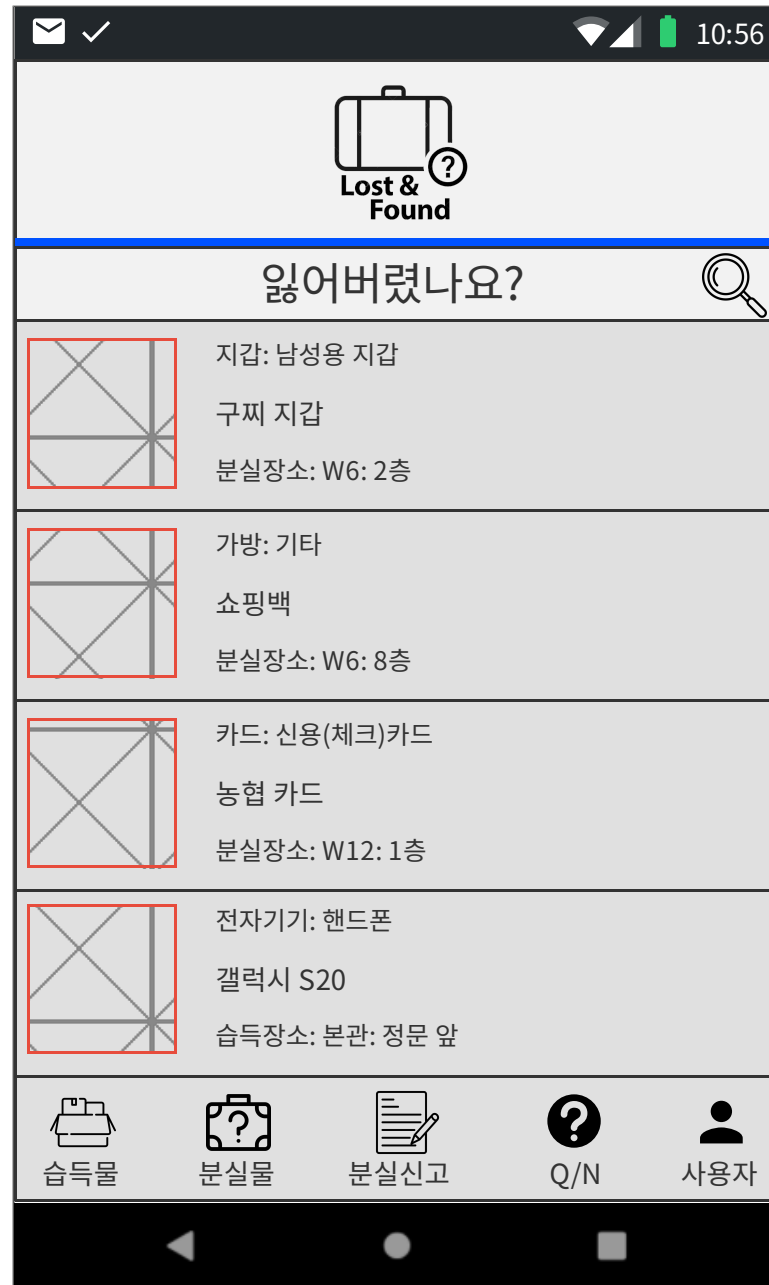 10:56
Lost &
Found
잃어버렸나요?
지갑: 남성용 지갑
구찌 지갑
분실장소: W6: 2층
가방: 기타
쇼핑백
분실장소: W6: 8층
카드: 신용(체크)카드
농협 카드
분실장소: W12: 1층
전자기기: 핸드폰
갤럭시 S20
습득장소: 본관: 정문 앞
습득물 분실물 분실신고 Q/N 사용자